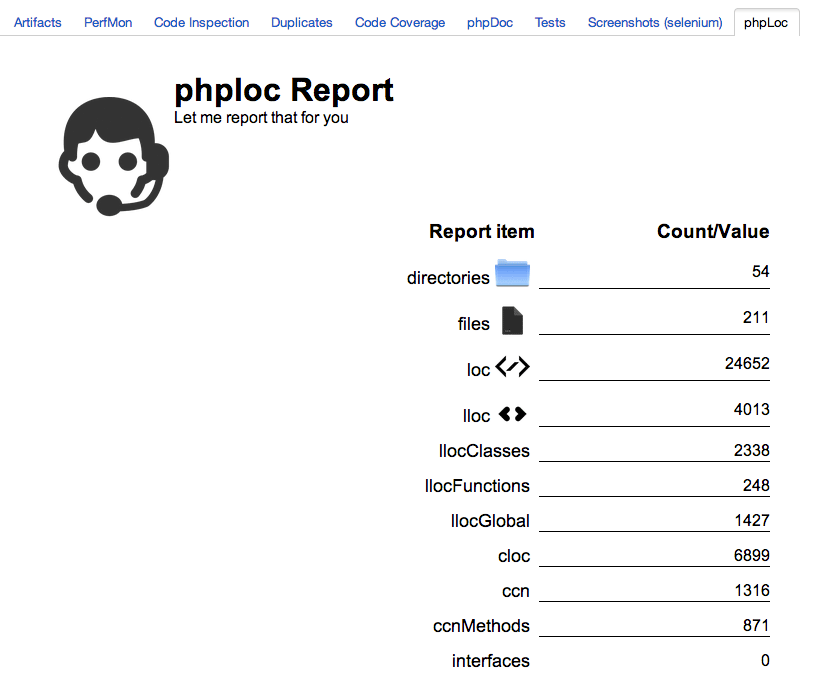 Artifacts PerfMon Code Inspection Duplicates Code Coverage phpDoc Tests Screenshots (selenium) phpLoc
phploc Report
Let me report that for you
Report item Count/Value
directories 54
files 211
loc 24652
lloc 4013
llocClasses 2338
llocFunctions 248
llocGlobal 1427
cloc 6899
ccn 1316
ccnMethods 871
interfaces 0